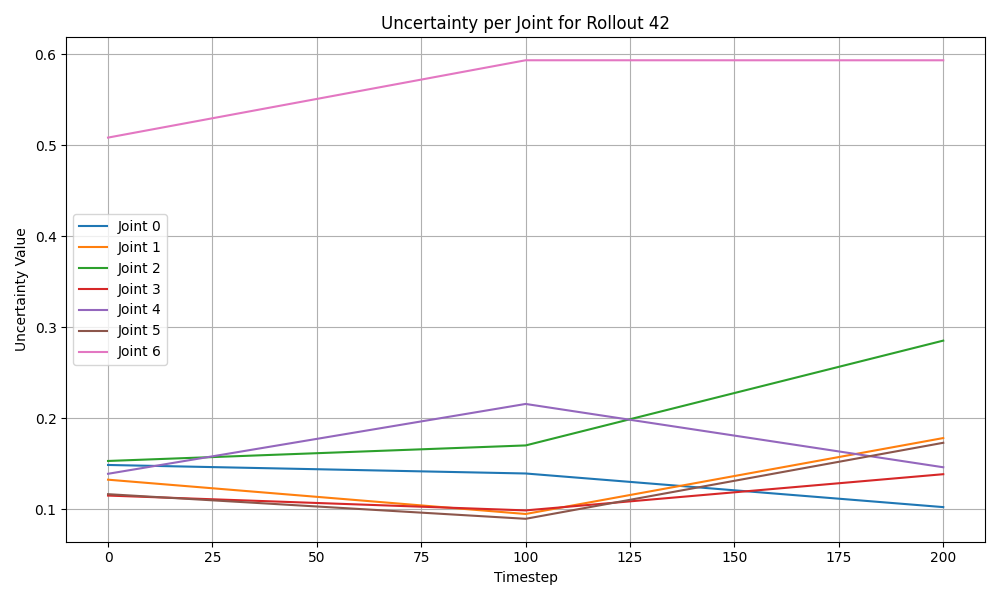 Uncertainty per Joint for Rollout 42
0.6
0.5
0.4
0.3
0.2
0.1
Uncertainty Value
Joint 0
Joint 1
Joint 2
Joint 3
Joint 4
Joint 5
Joint 6
0 25 50 75 100 125 150 175 200
Timestep